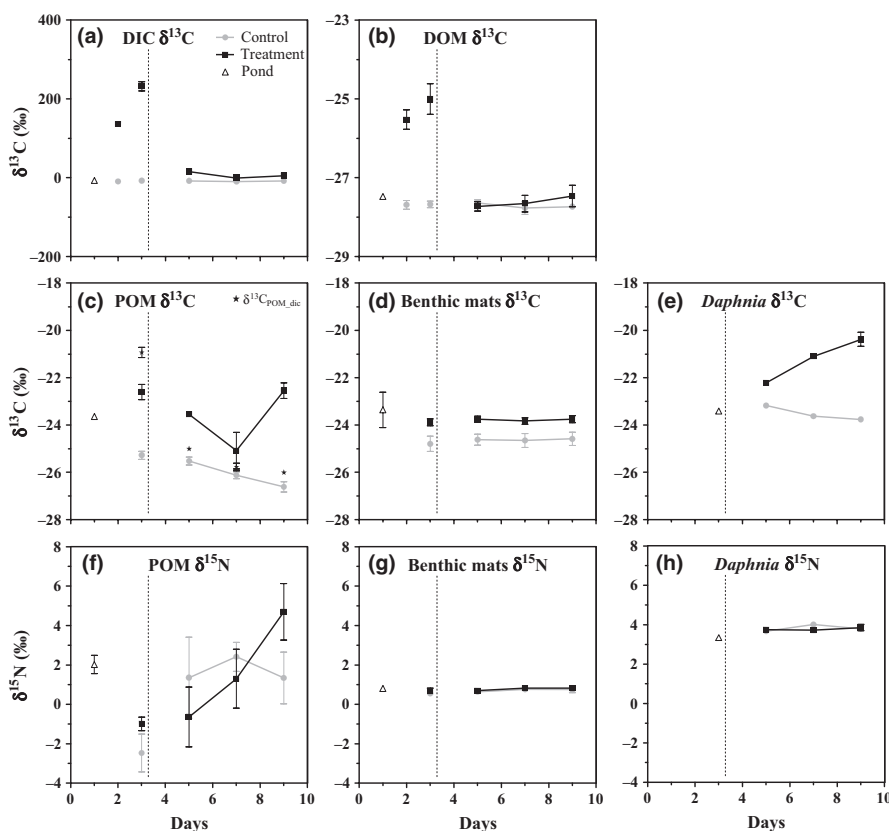 (a) DIC δ13C
Control
Treatment
Pond
400
200
0
−200
δ13C (‰)
(b) DOM δ13C
−23
−25
−27
−29
(c) POM δ13C
δ13CPOM_dic
−18
−20
−22
−24
−26
−28
δ13C (‰)
(d) Benthic mats δ13C
−18
−20
−22
−24
−26
−28
(e) Daphnia δ13C
−18
−20
−22
−24
−26
−28
(f) POM δ15N
8
6
4
2
0
−2
−4
δ15N (‰)
0 2 4 6 8 10
Days
(g) Benthic mats δ15N
8
6
4
2
0
−2
−4
0 2 4 6 8 10
Days
(h) Daphnia δ15N
8
6
4
2
0
−2
−4
0 2 4 6 8 10
Days